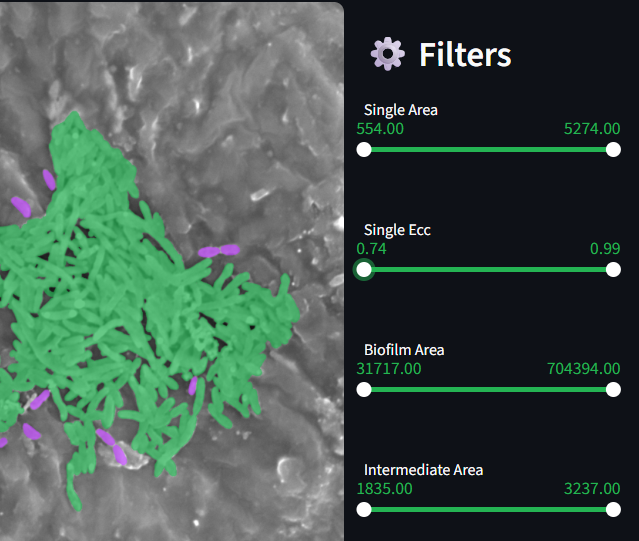 Filters
Single Area
554.00 5274.00
Single Ecc
0.74 0.99
Biofilm Area
31717.00 704394.00
Intermediate Area
1835.00 3237.00